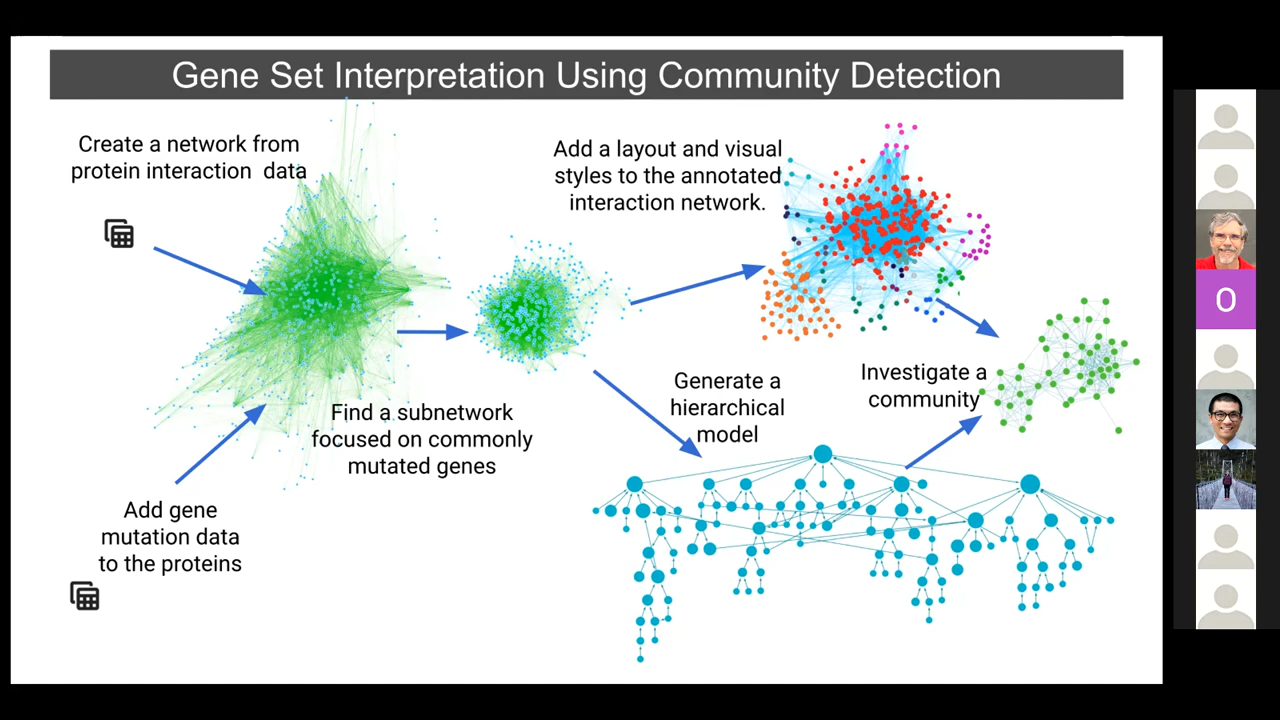 Gene Set Interpretation Using Community Detection
Create a network from
protein interaction data
Add a layout and visual
styles to the annotated
interaction network.
Find a subnetwork
focused on commonly
mutated genes
Generate a
hierarchical
model
Investigate a
community
Add gene
mutation data
to the proteins
O